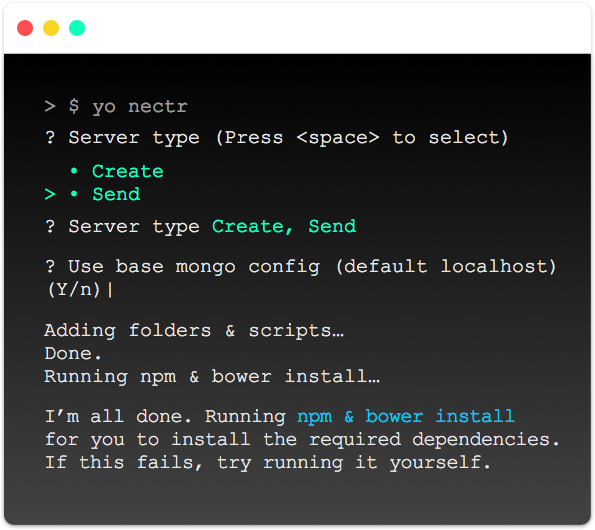 > $ yo nectr
? Server type (Press <space> to select)
• Create
> • Send
? Server type Create, Send
? Use base mongo config (default localhost)
(Y/n)|
Adding folders & scripts…
Done.
Running npm & bower install…
I’m all done. Running npm & bower install
for you to install the required dependencies.
If this fails, try running it yourself.